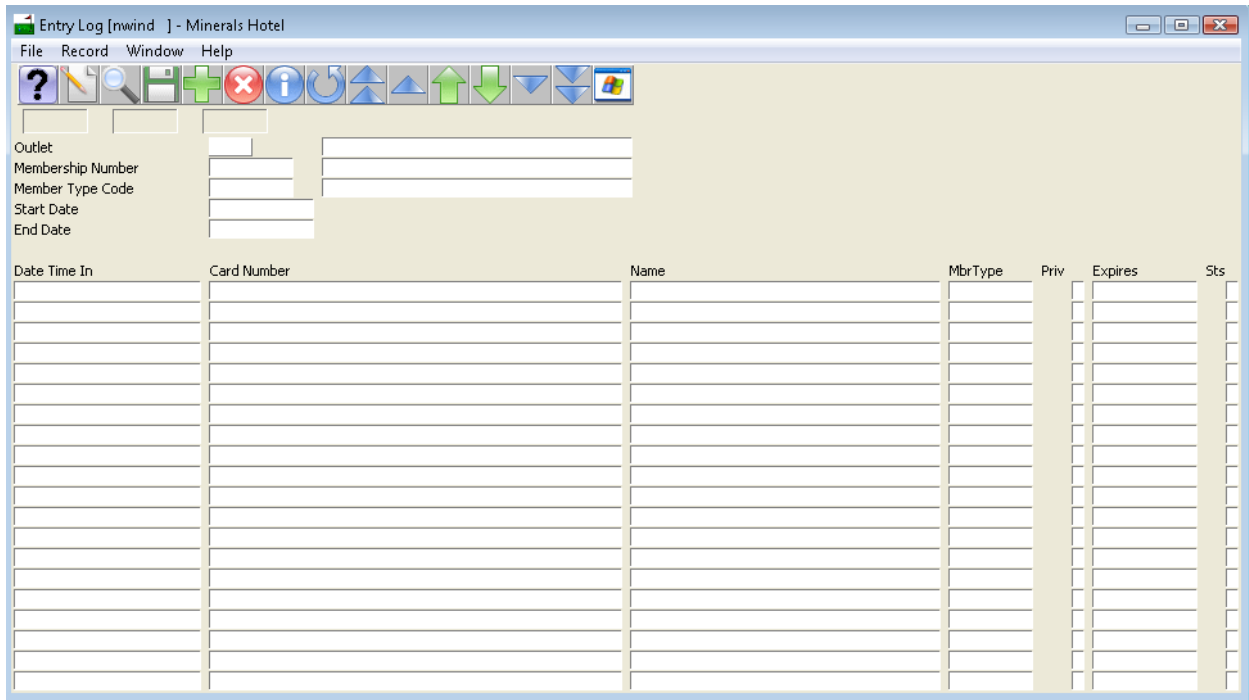 Entry Log [nwind   ] - Minerals Hotel
File Record Window Help
?
Outlet
Membership Number
Member Type Code
Start Date
End Date
Date Time In Card Number Name MbrType Priv Expires Sts